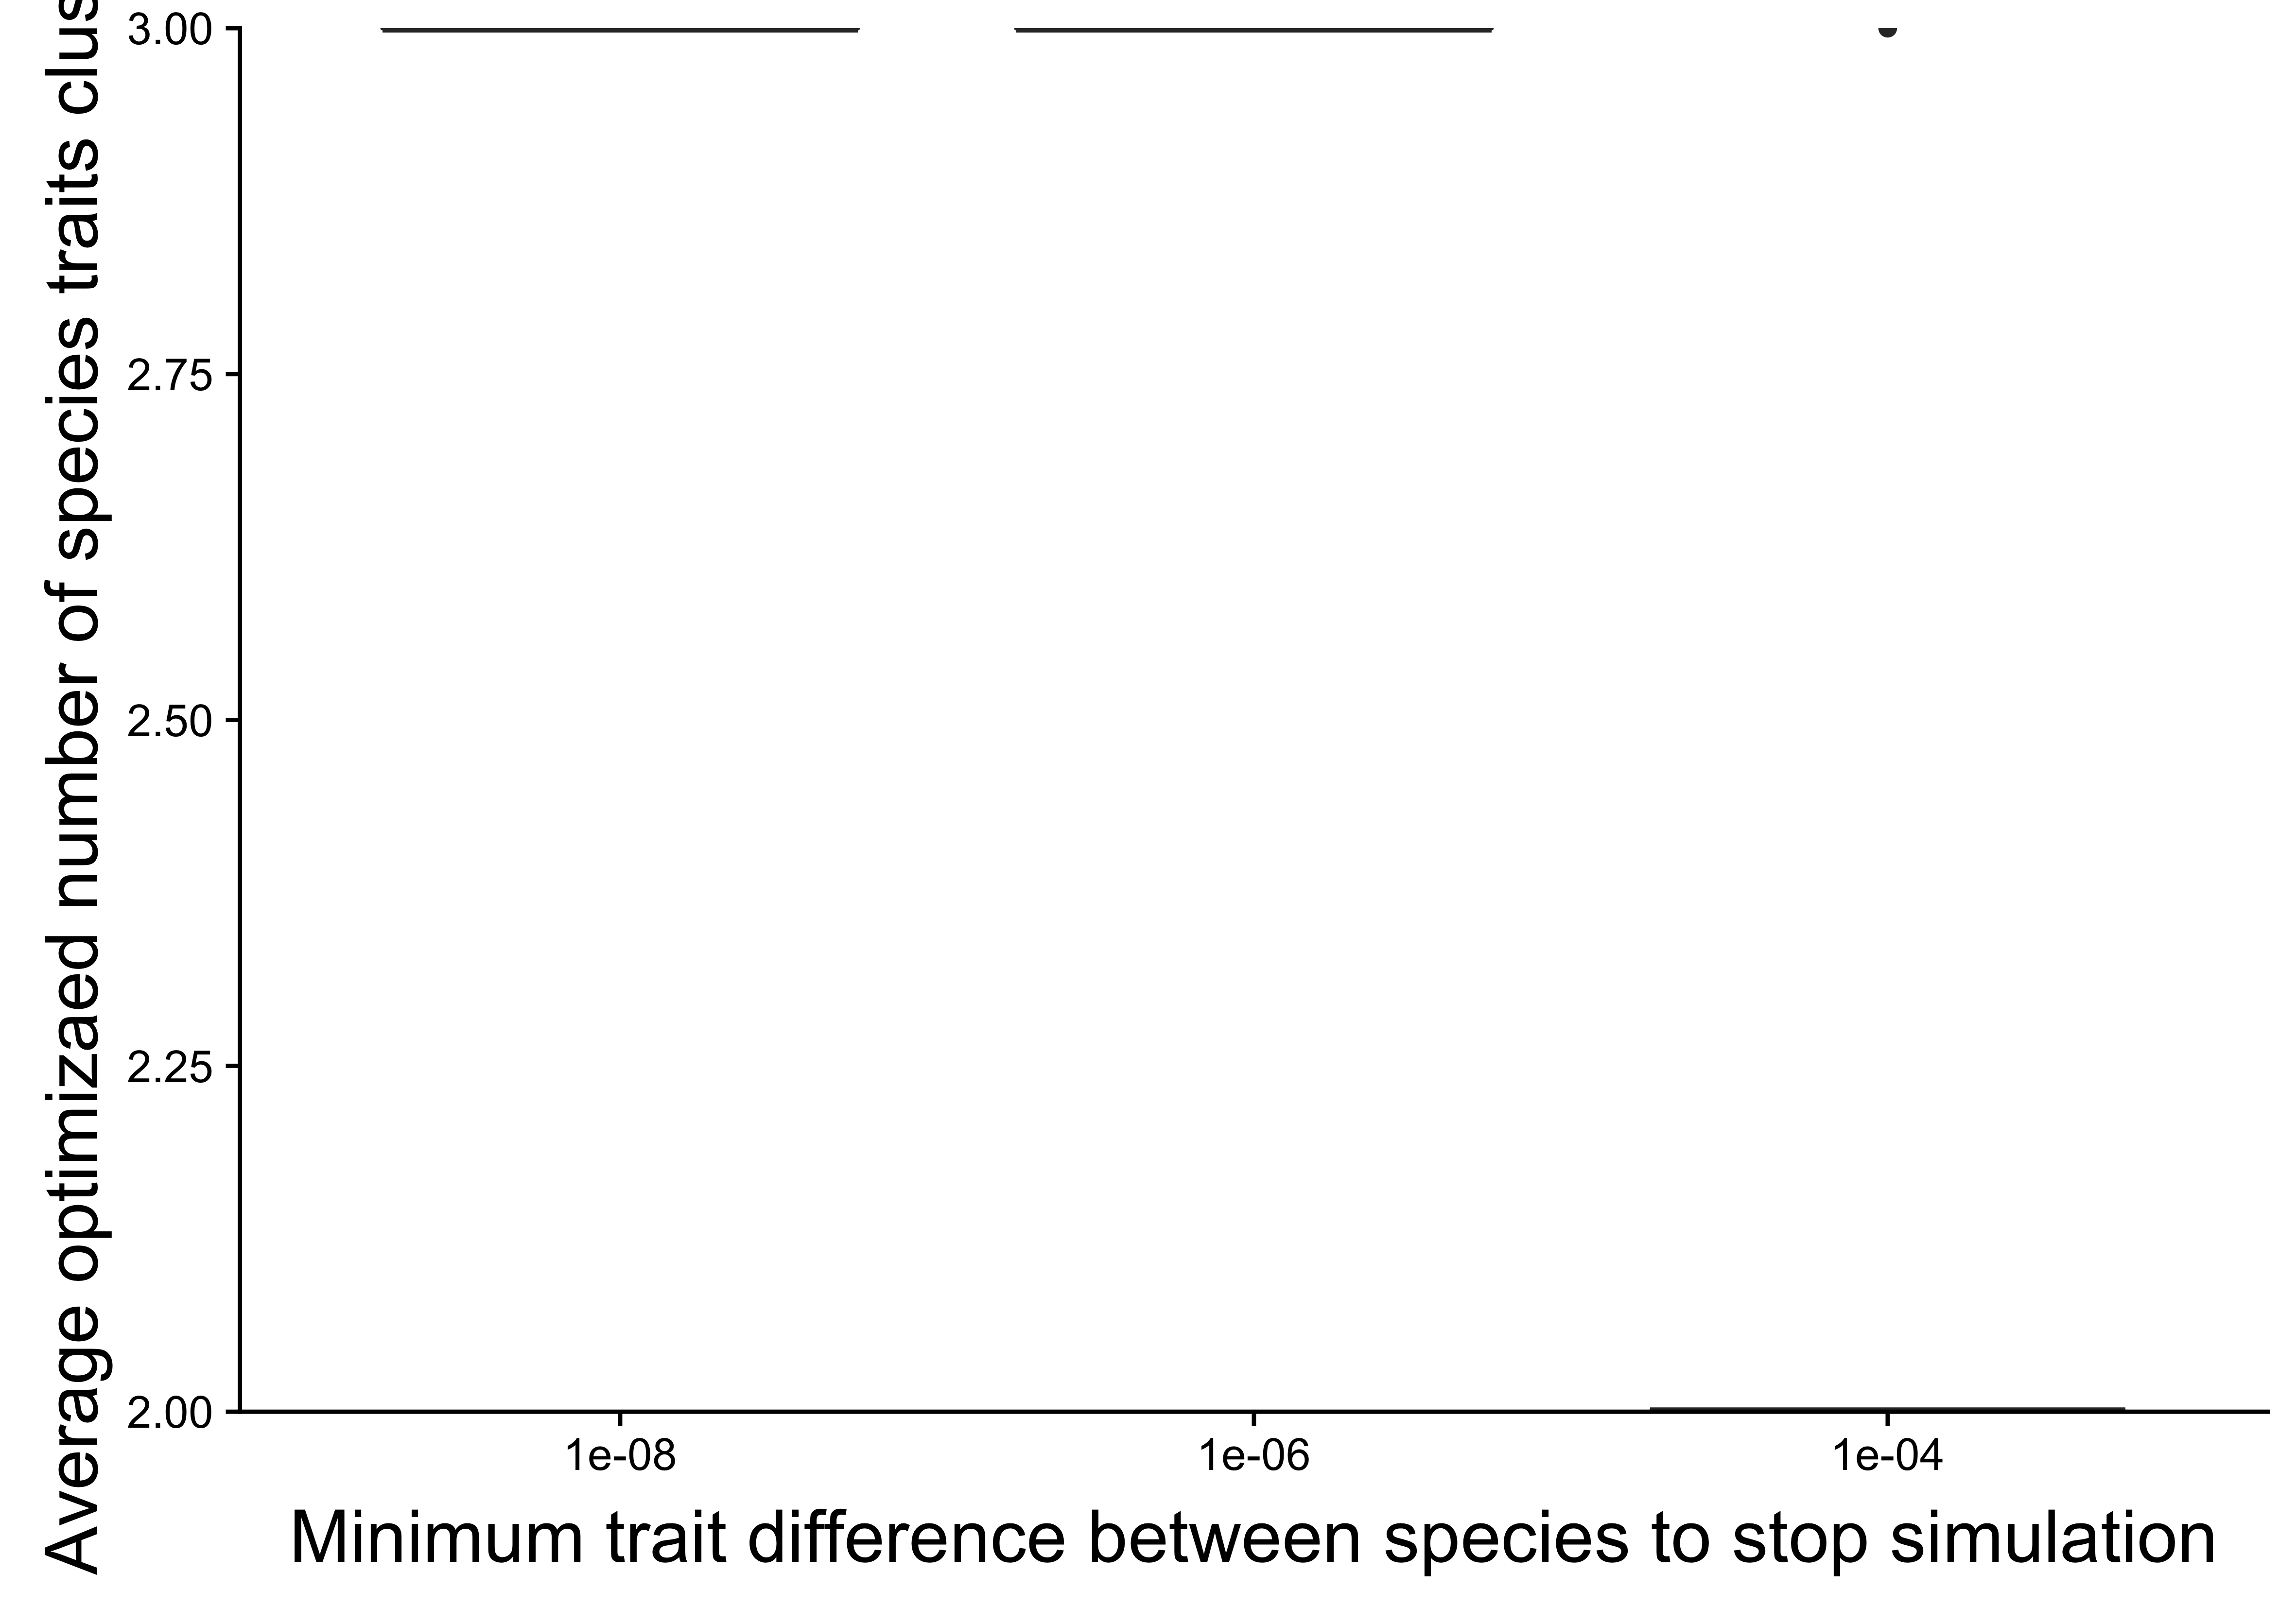 Average optimizaed number of species traits clus
3.00
2.75
2.50
2.25
2.00
1e-08
1e-06
1e-04
Minimum trait difference between species to stop simulation